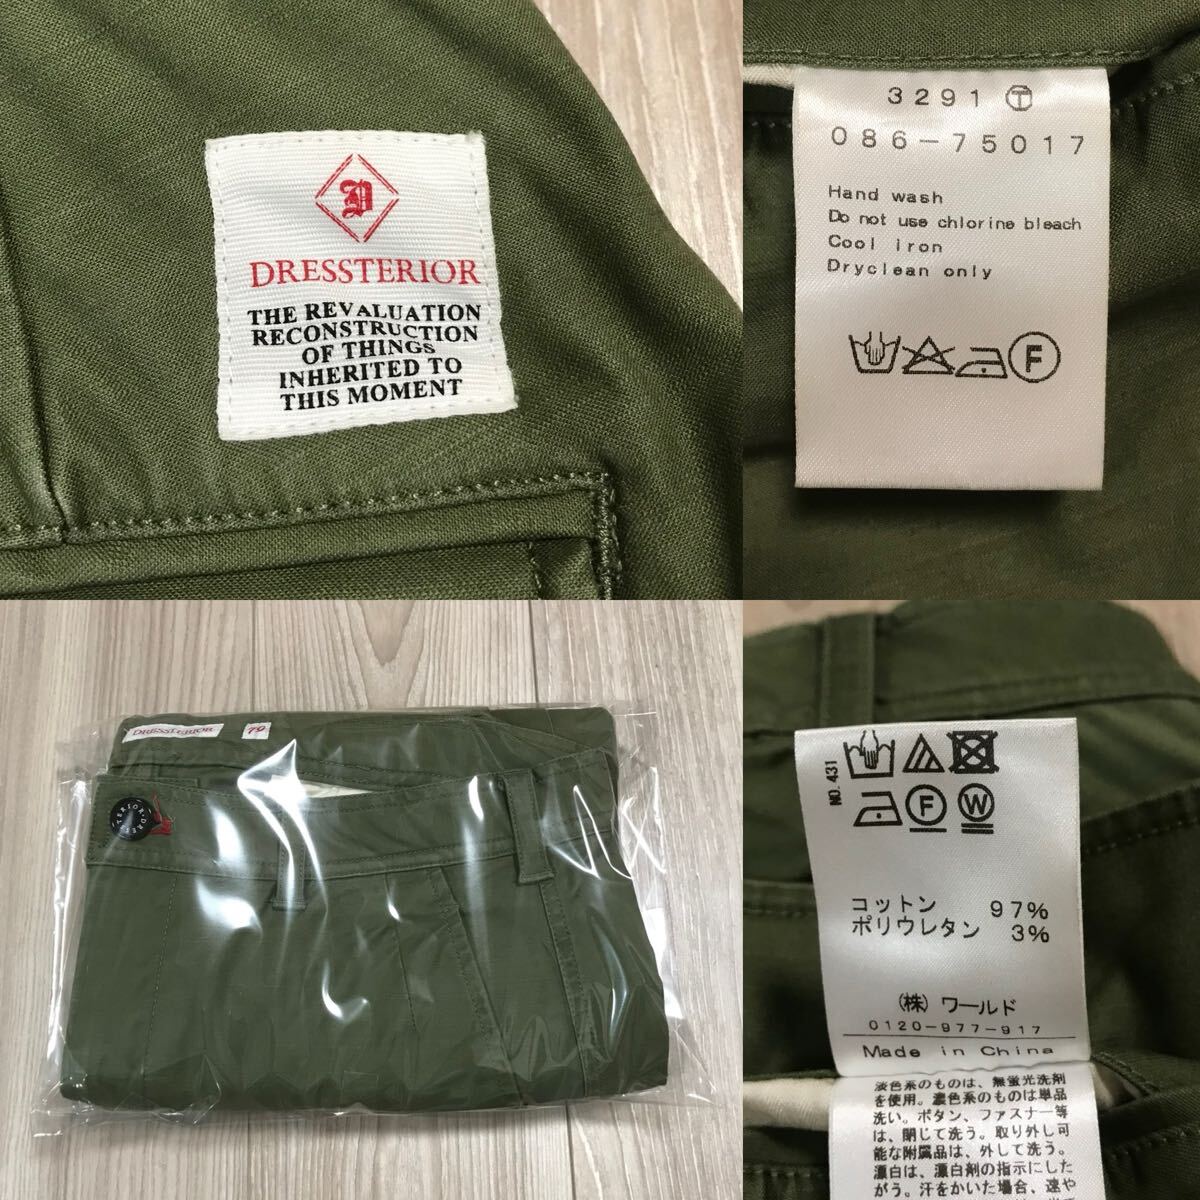 DRESSTERIOR
THE REVALUATION
RECONSTRUCTION
OF THINGS
INHERITED TO
THIS MOMENT
3291 Ⓣ
086-75017
Hand wash
Do not use chlorine bleach
Cool iron
Dryclean only
F
DRESSTERIOR
79
NO.431
F W
コットン 97%
ポリウレタン 3%
(株) ワールド
0120-977-917
Made in China
淡色系のものは、無蛍光洗剤
を使用。濃色系のものは単品
洗い。ボタン、ファスナー等
は、閉じて洗う。取り外し可
能な附属品は、外して洗う。
漂白は、漂白剤の指示にした
がう。汗をかいた場合、速や